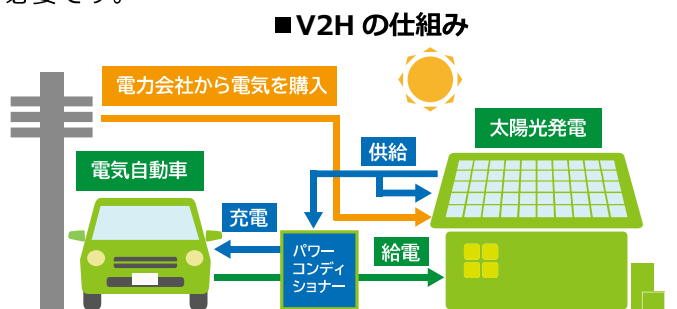 必要です。
■V2Hの仕組み
電力会社から電気を購入
太陽光発電
供給
電気自動車
充電
パワー
コンディ
ショナー
給電